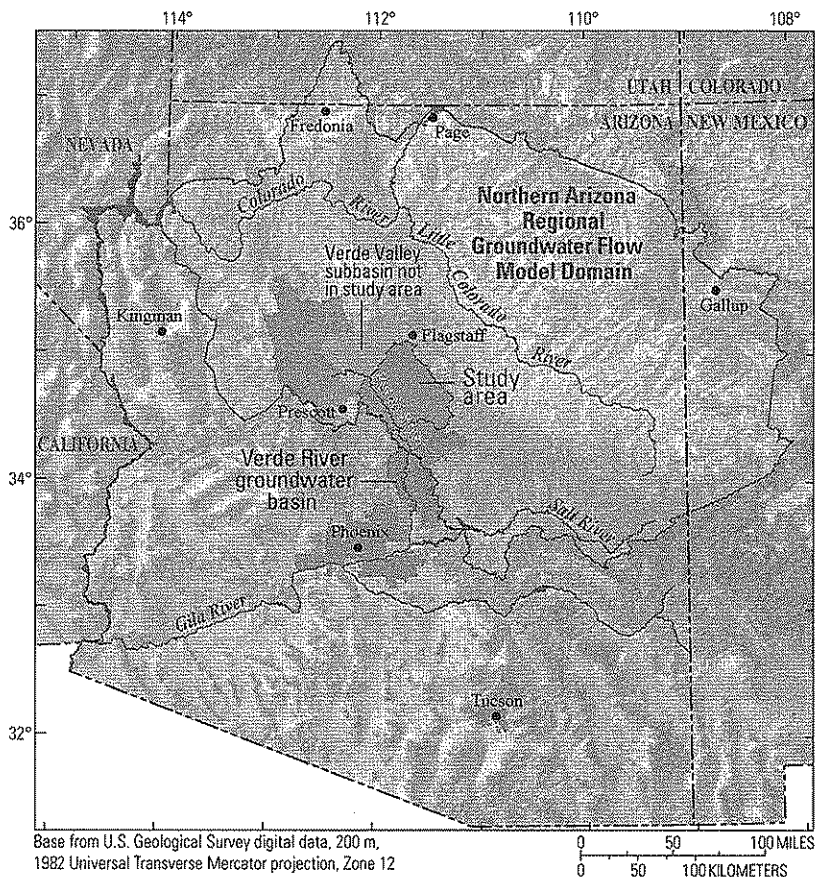 114° 112° 110° 108°
UTAH COLORADO
Fredonia
Page
ARIZONA NEW MEXICO
NEVADA
Colorado
River
Northern Arizona
Regional
Groundwater Flow
Model Domain
36°
Little
Colorado
River
Verde Valley
subbasin not
in study area
Gallup
Kingman
Flagstaff
Study
area
Prescott
CALIFORNIA
34°
Verde River
groundwater
basin
Salt River
Phoenix
Gila River
Tucson
32°
Base from U.S. Geological Survey digital data, 200 m,
1982 Universal Transverse Mercator projection, Zone 12
0 50 100 MILES
0 50 100 KILOMETERS